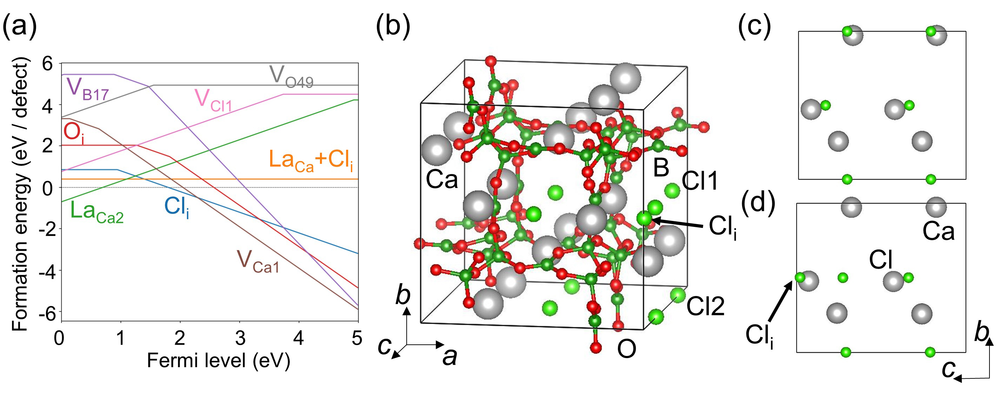 (a)
Formation energy (eV / defect)
6
4
2
0
-2
-4
-6
V_B17
V_O49
V_Cl1
O_i
La_Ca+Cl_i
La_Ca2
Cl_i
V_Ca1
0 1 2 3 4 5
Fermi level (eV)
(b)
Ca
B
Cl1
Cl_i
Cl2
O
b
c
a
(c)
(d)
Ca
Cl
Cl_i
b
c